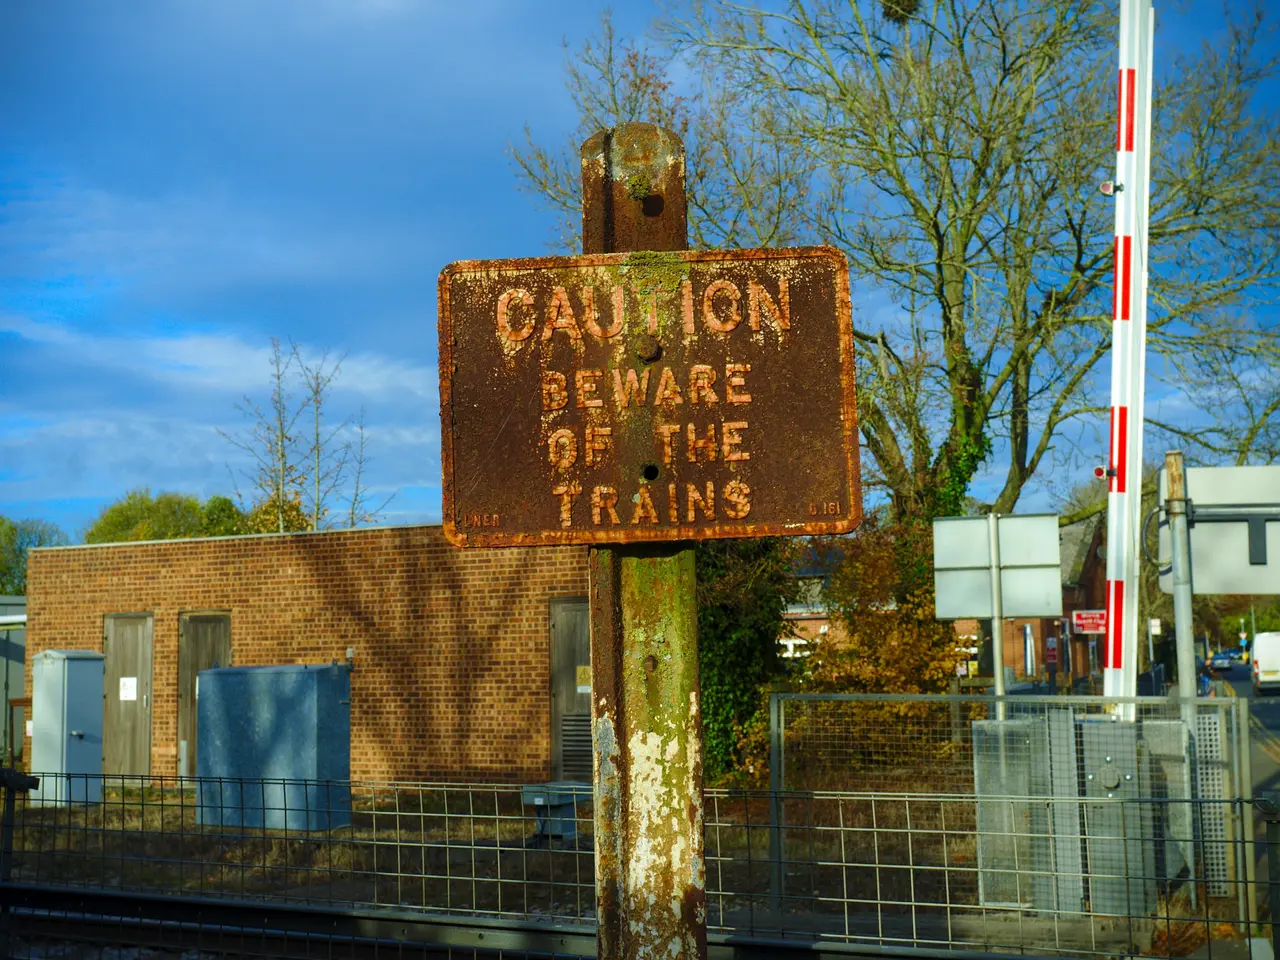 CAUTION
BEWARE
OF THE
TRAINS
LNER
G.161